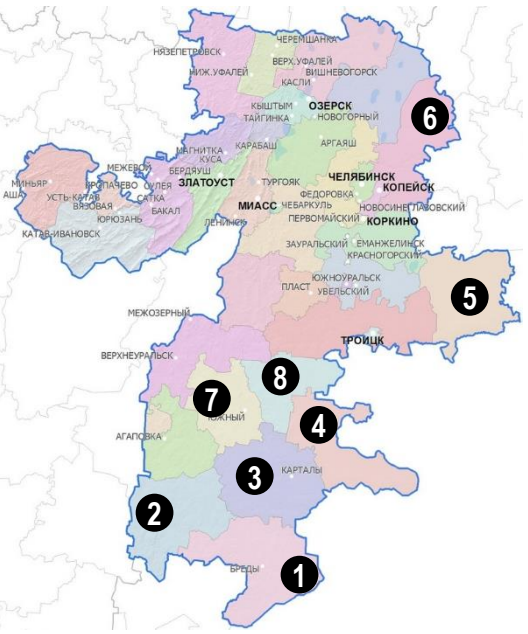 ЧЕРЕМШАНКА
НЯЗЕПЕТРОВСК
ВЕРХ.УФАЛЕЙ
НИЖ.УФАЛЕЙ
ВИШНЕВОГОРСК
КАСЛИ
КЫШТЫМ
ОЗЕРСК
6
ТАЙГИНКА
НОВОГОРНЫЙ
КАРАБАШ
АРГАЯШ
МАГНИТКА
КУСА
МЕЖЕВОЙ
БЕРДЯУШ
ЧЕЛЯБИНСК
МИНЬЯР
КРОПАЧЕВО
СУЛЕЯ
ЗЛАТОУСТ
ТУРГОЯК
КОПЕЙСК
АША
УСТЬ-КАТАВ
САТКА
ФЕДОРОВКА
ВЯЗОВАЯ
БАКАЛ
МИАСС
ЧЕБАРКУЛЬ
НОВОСИНЕГЛАЗОВСКИЙ
ЮРЮЗАНЬ
ЛЕНИНСК
ПЕРВОМАЙСКИЙ
КОРКИНО
КАТАВ-ИВАНОВСК
ЗАУРАЛЬСКИЙ
ЕМАНЖЕЛИНСК
КРАСНОГОРСКИЙ
ЮЖНОУРАЛЬСК
ПЛАСТ
УВЕЛЬСКИЙ
5
МЕЖОЗЕРНЫЙ
ТРОИЦК
ВЕРХНЕУРАЛЬСК
8
7
ЮЖНЫЙ
4
АГАПОВКА
3
КАРТАЛЫ
2
БРЕДЫ
1